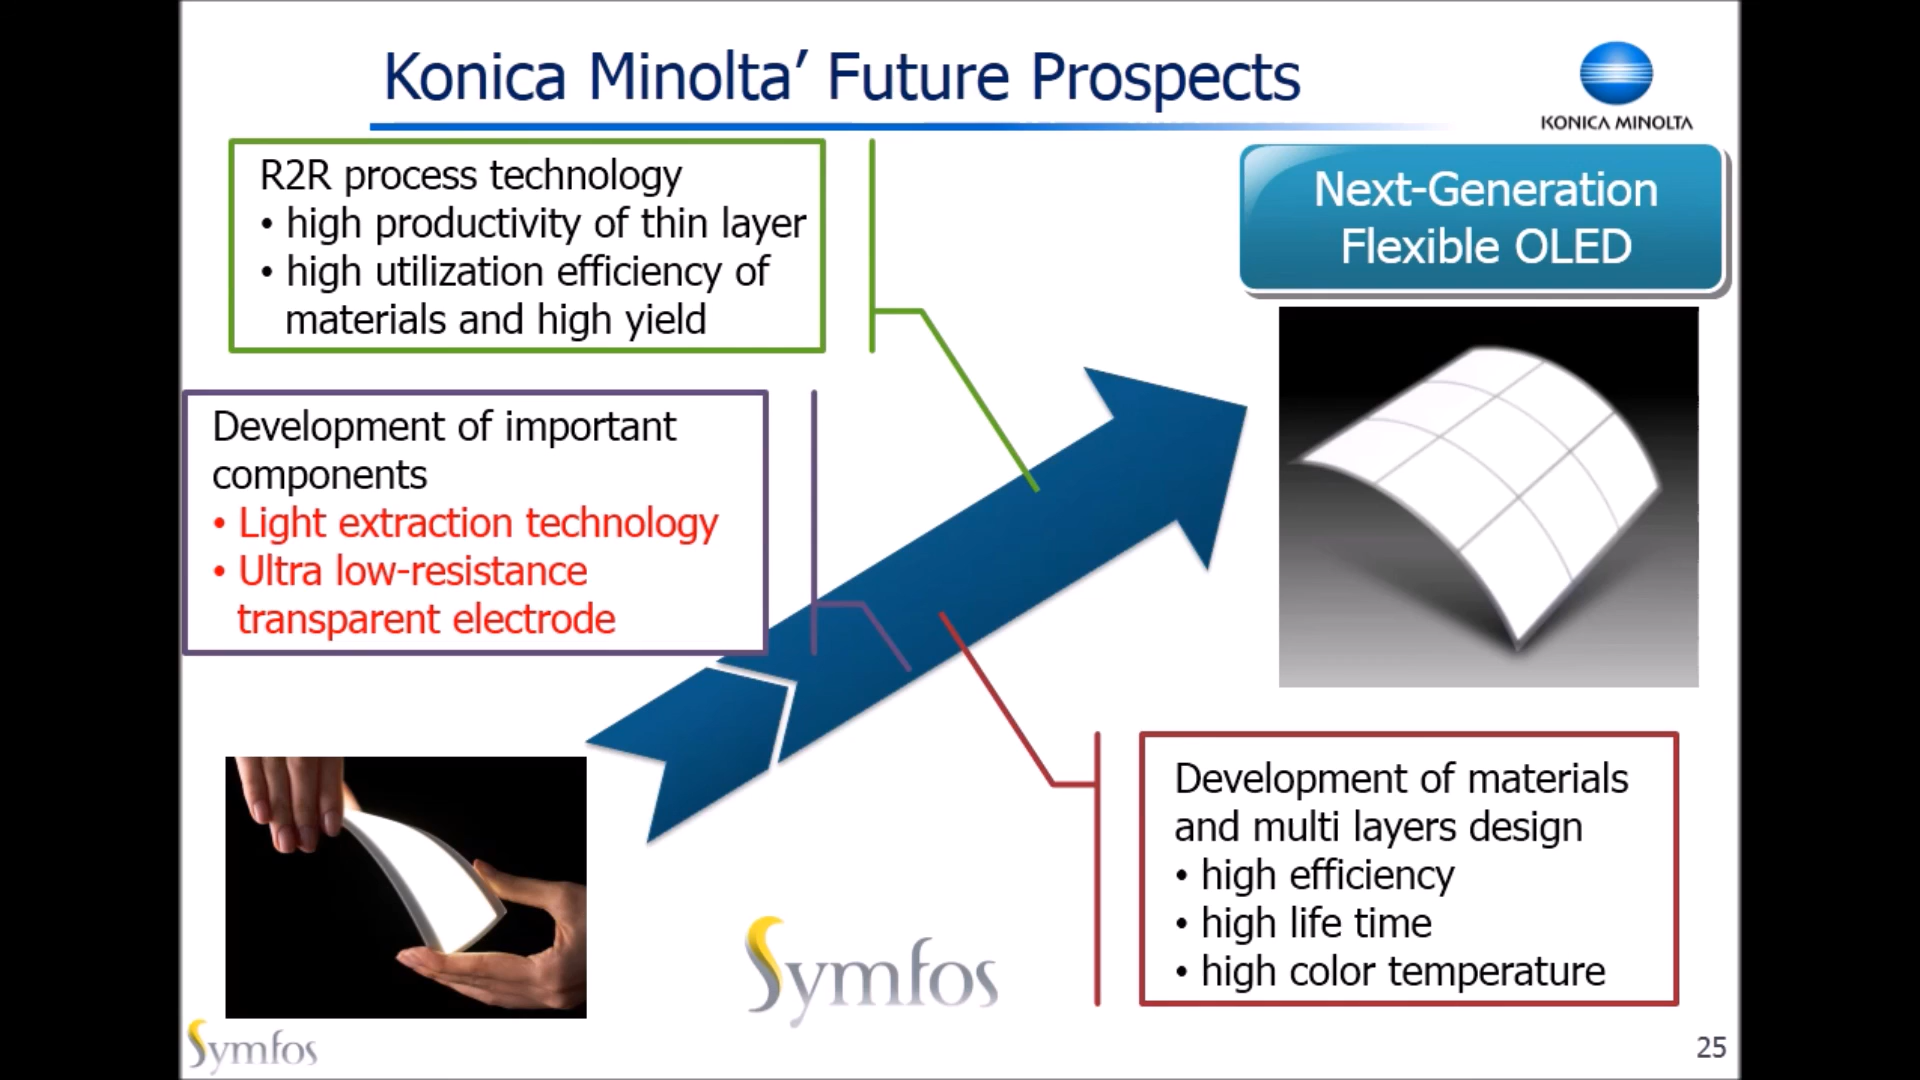 Konica Minolta’ Future Prospects
KONICA MINOLTA
R2R process technology
• high productivity of thin layer
• high utilization efficiency of
materials and high yield
Next-Generation
Flexible OLED
Development of important
components
• Light extraction technology
• Ultra low-resistance
transparent electrode
Development of materials
and multi layers design
• high efficiency
• high life time
• high color temperature
Symfos
Symfos
25